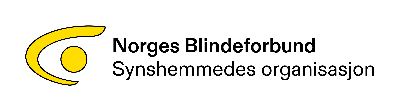 Norges Blindeforbund
Synshemmedes organisasjon